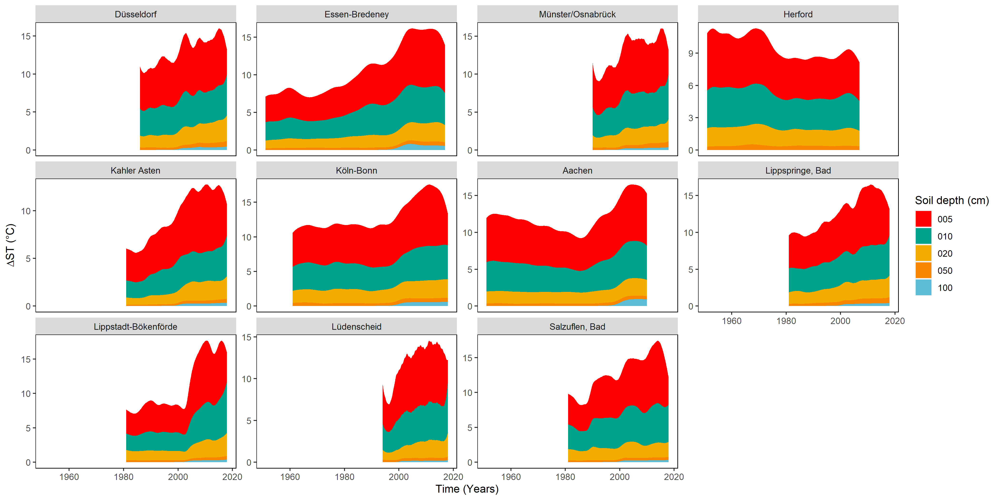 Düsseldorf
Essen-Bredeney
Münster/Osnabrück
Herford
15
10
5
0
15
10
5
0
15
10
5
0
9
6
3
0
Kahler Asten
Köln-Bonn
Aachen
Lippspringe, Bad
10
5
0
15
10
5
0
15
10
5
0
15
10
5
0
1960 1980 2000 2020
Lippstadt-Bökenförde
Lüdenscheid
Salzuflen, Bad
15
10
5
0
15
10
5
0
15
10
5
0
1960 1980 2000 2020
1960 1980 2000 2020
1960 1980 2000 2020
ΔST (°C)
Time (Years)
Soil depth (cm)
005
010
020
050
100